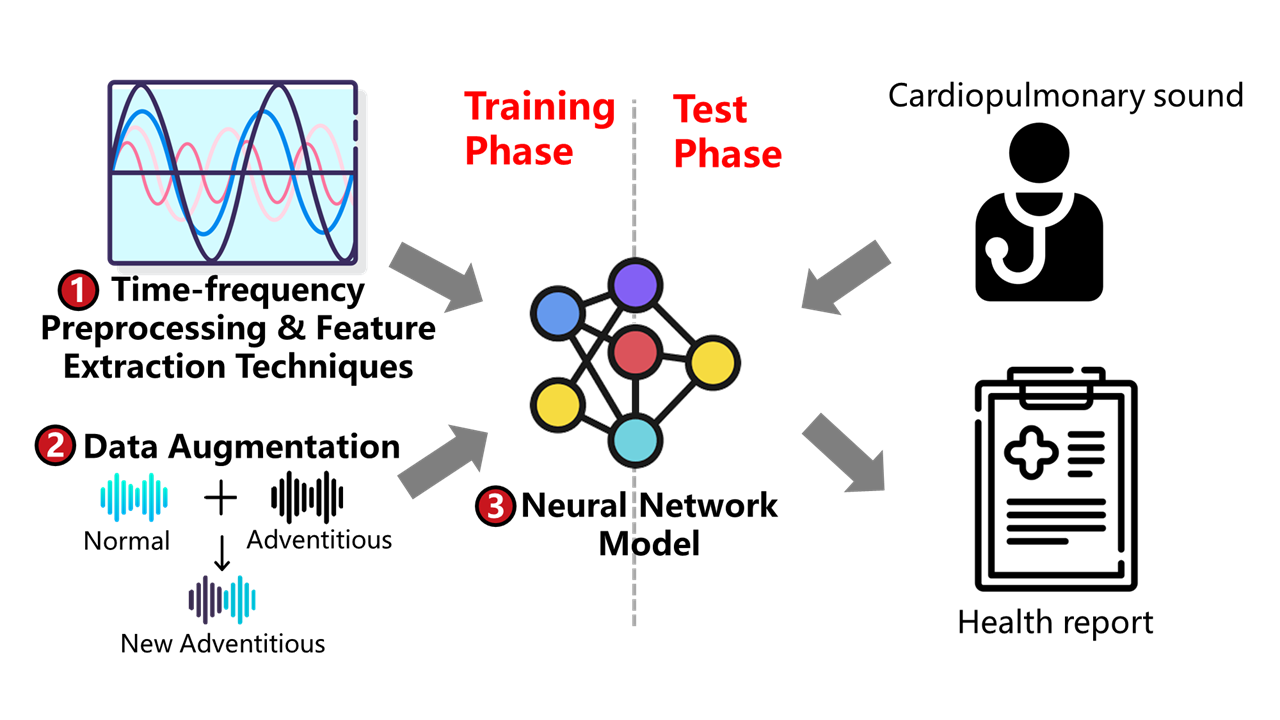 Training
Phase
Test
Phase
Cardiopulmonary sound
1 Time-frequency
Preprocessing & Feature
Extraction Techniques
2 Data Augmentation
Normal
+
Adventitious
New Adventitious
3 Neural Network
Model
Health report